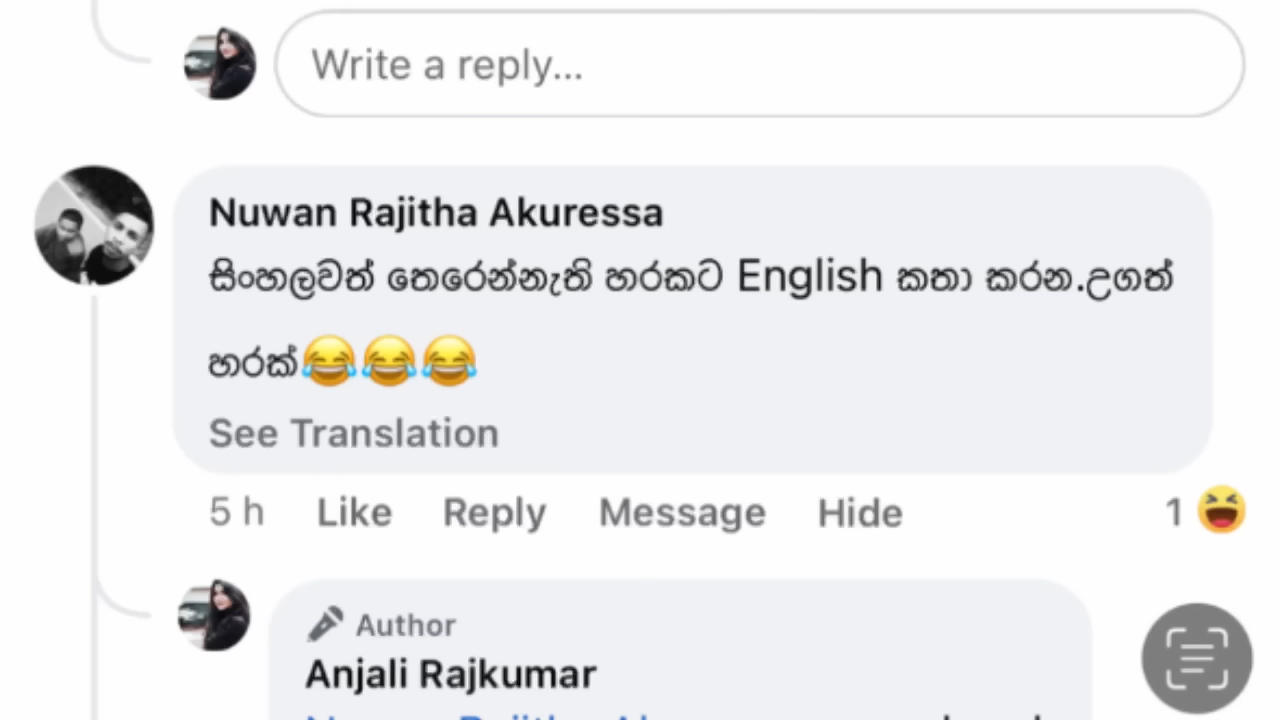 Write a reply...
Nuwan Rajitha Akuressa
සිංහලවත් තෙරෙන්නැති හරකට English කතා කරන.උගත්
හරක්😂😂😂
See Translation
5 h Like Reply Message Hide 1 😆
Author
Anjali Rajkumar